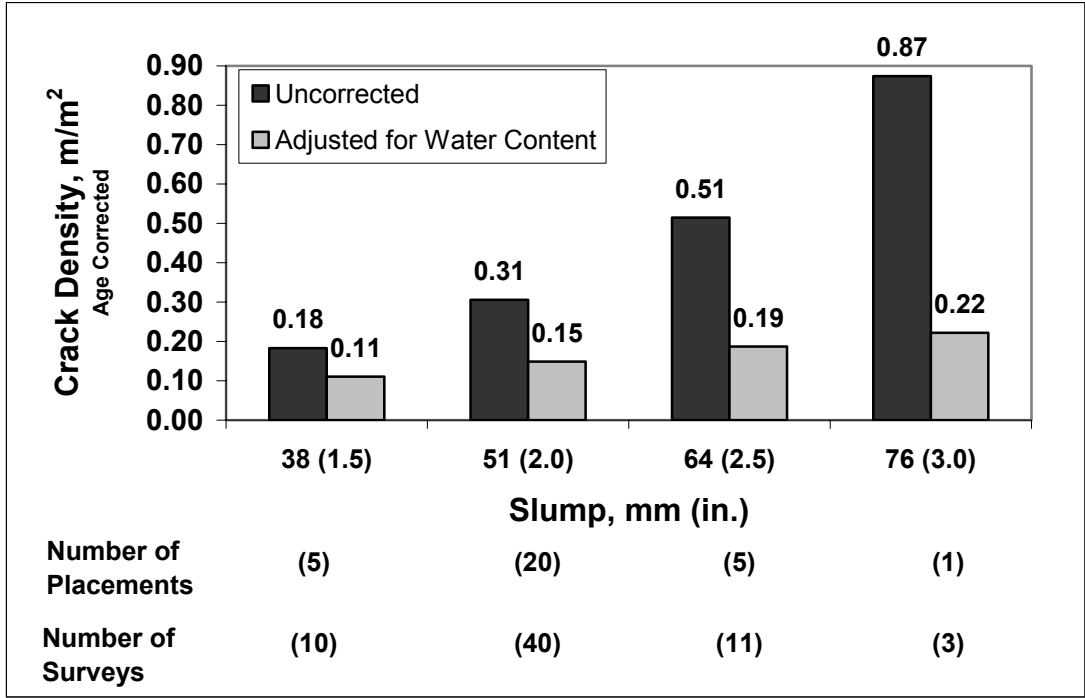 0.87
0.90
Uncorrected
0.80
Adjusted for Water Content
0.70
0.60
0.51
0.50
0.40
0.31
0.30
0.18
0.19
0.22
0.20
0.11
0.15
0.10
0.00
Crack Density, m/m²
Age Corrected
38 (1.5) 51 (2.0) 64 (2.5) 76 (3.0)
Slump, mm (in.)
Number of
Placements
(5) (20) (5) (1)
Number of
Surveys
(10) (40) (11) (3)